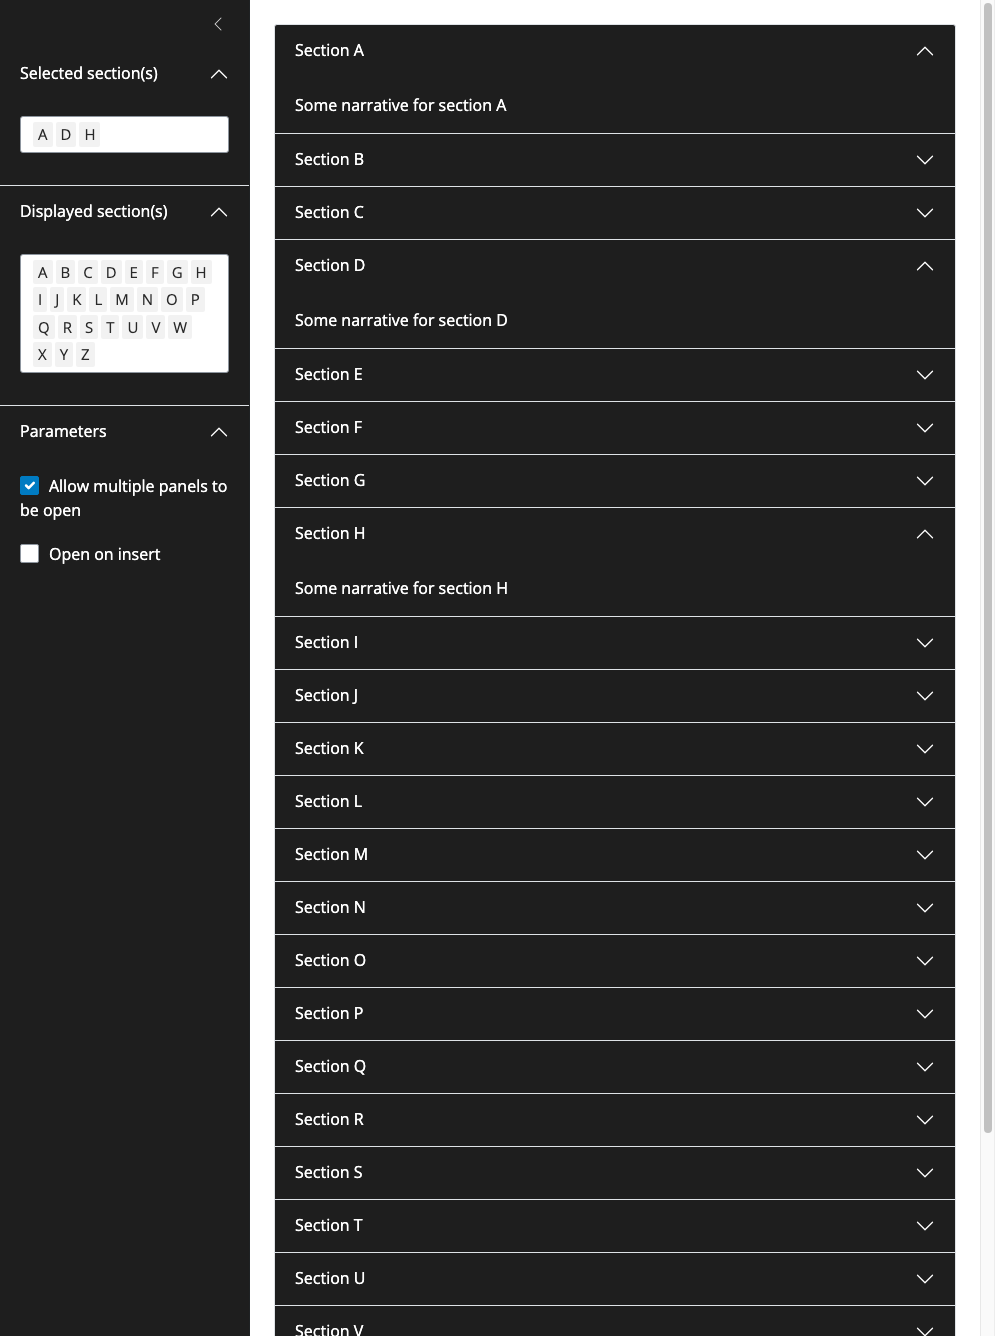 Selected section(s)
A D H
Displayed section(s)
A B C D E F G H
I J K L M N O P
Q R S T U V W
X Y Z
Parameters
Allow multiple panels to
be open
Open on insert
Section A
Some narrative for section A
Section B
Section C
Section D
Some narrative for section D
Section E
Section F
Section G
Section H
Some narrative for section H
Section I
Section J
Section K
Section L
Section M
Section N
Section O
Section P
Section Q
Section R
Section S
Section T
Section U
Section V